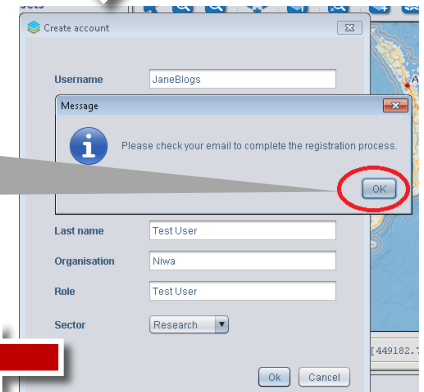 Create account
Username JaneBlogs
Message
Please check your email to complete the registration process.
OK
Last name Test User
Organisation Niwa
Role Test User
Sector Research
[449182.7
Ok Cancel